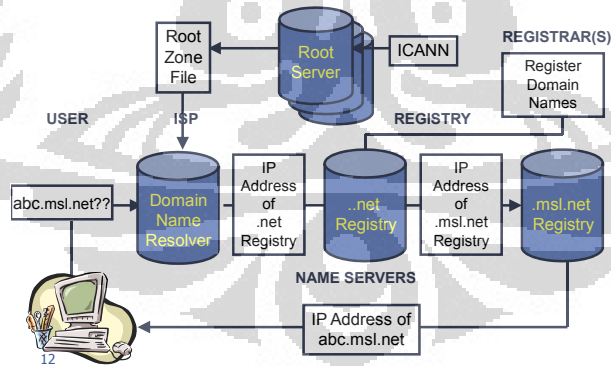 Root
Zone
File
Root
Server
ICANN
REGISTRAR(S)
Register
Domain
Names
USER
ISP
REGISTRY
abc.msl.net??
Domain
Name
Resolver
IP
Address
of
.net
Registry
..net
Registry
IP
Address
of
.msl.net
Registry
.msl.net
Registry
NAME SERVERS
IP Address of
abc.msl.net
12